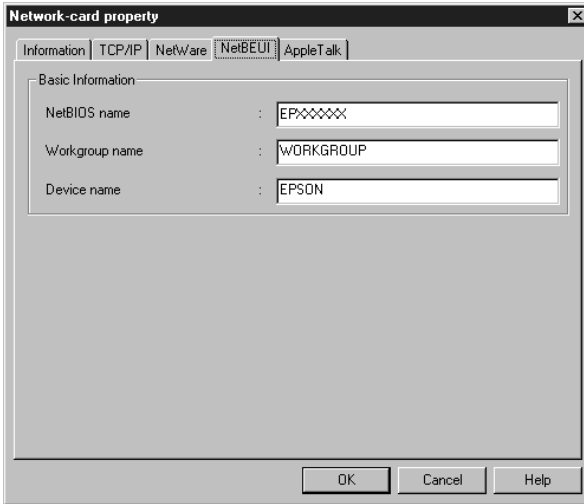 Network-card property
Information TCP/IP NetWare NetBEUI AppleTalk
Basic Information
NetBIOS name : EPXXXXXX
Workgroup name : WORKGROUP
Device name : EPSON
OK Cancel Help